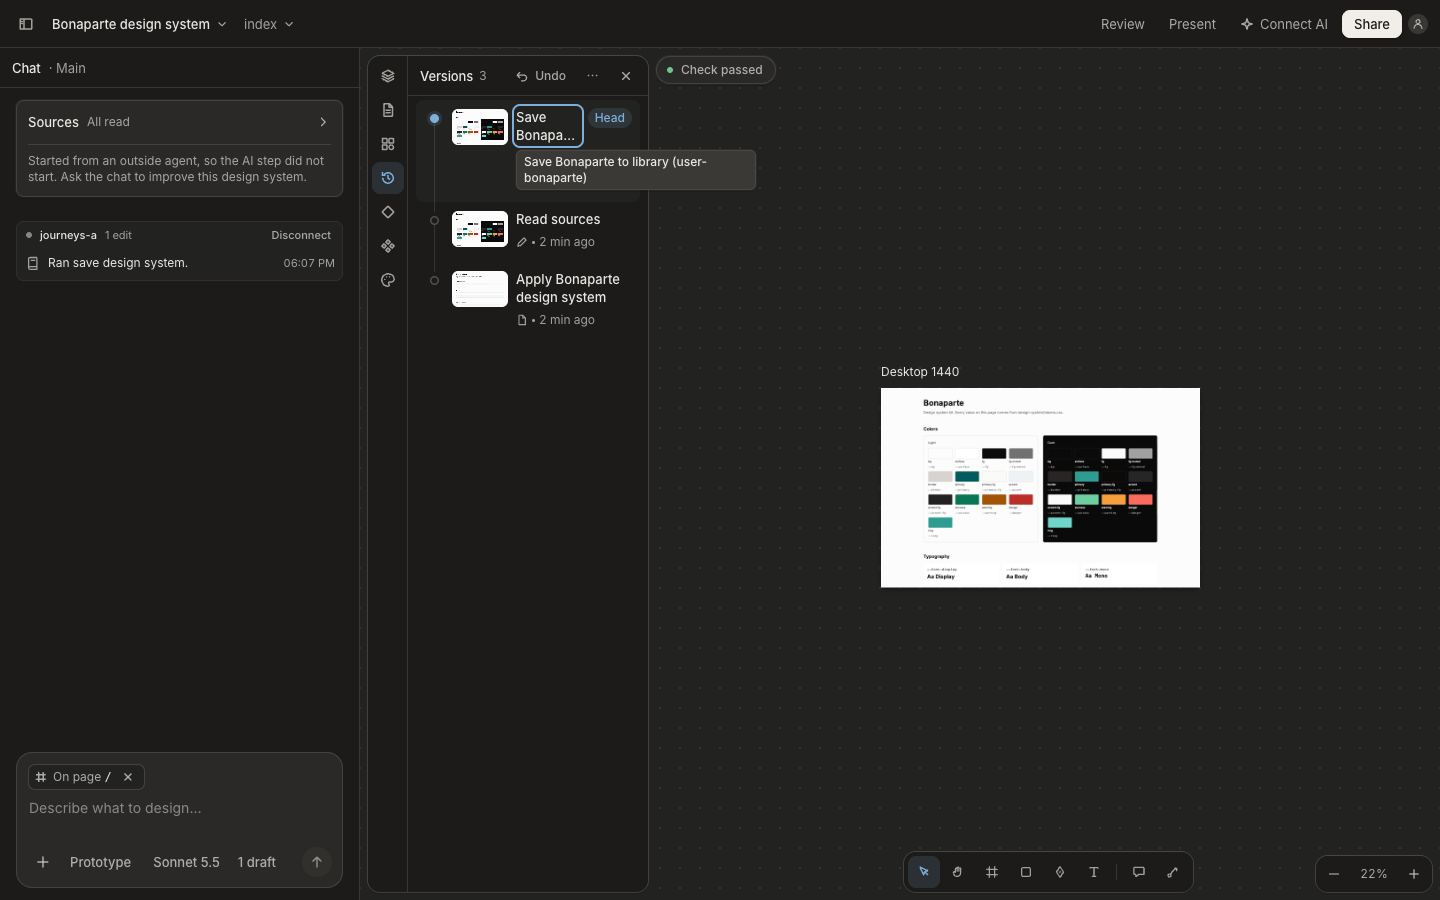 Bonaparte design system
index
Review
Present
Connect AI
Share
Chat · Main
Sources All read
Started from an outside agent, so the AI step did not
start. Ask the chat to improve this design system.
journeys-a 1 edit
Disconnect
Ran save design system.
06:07 PM
On page /
Describe what to design...
Prototype
Sonnet 5.5
1 draft
Versions 3
Undo
Save
Bonapa...
Head
Save Bonaparte to library (user-
bonaparte)
Read sources
• 2 min ago
Apply Bonaparte
design system
• 2 min ago
Check passed
Desktop 1440
Bonaparte
Colors
Light
Dark
Typography
Aa Display
Aa Body
Aa Mono
22%